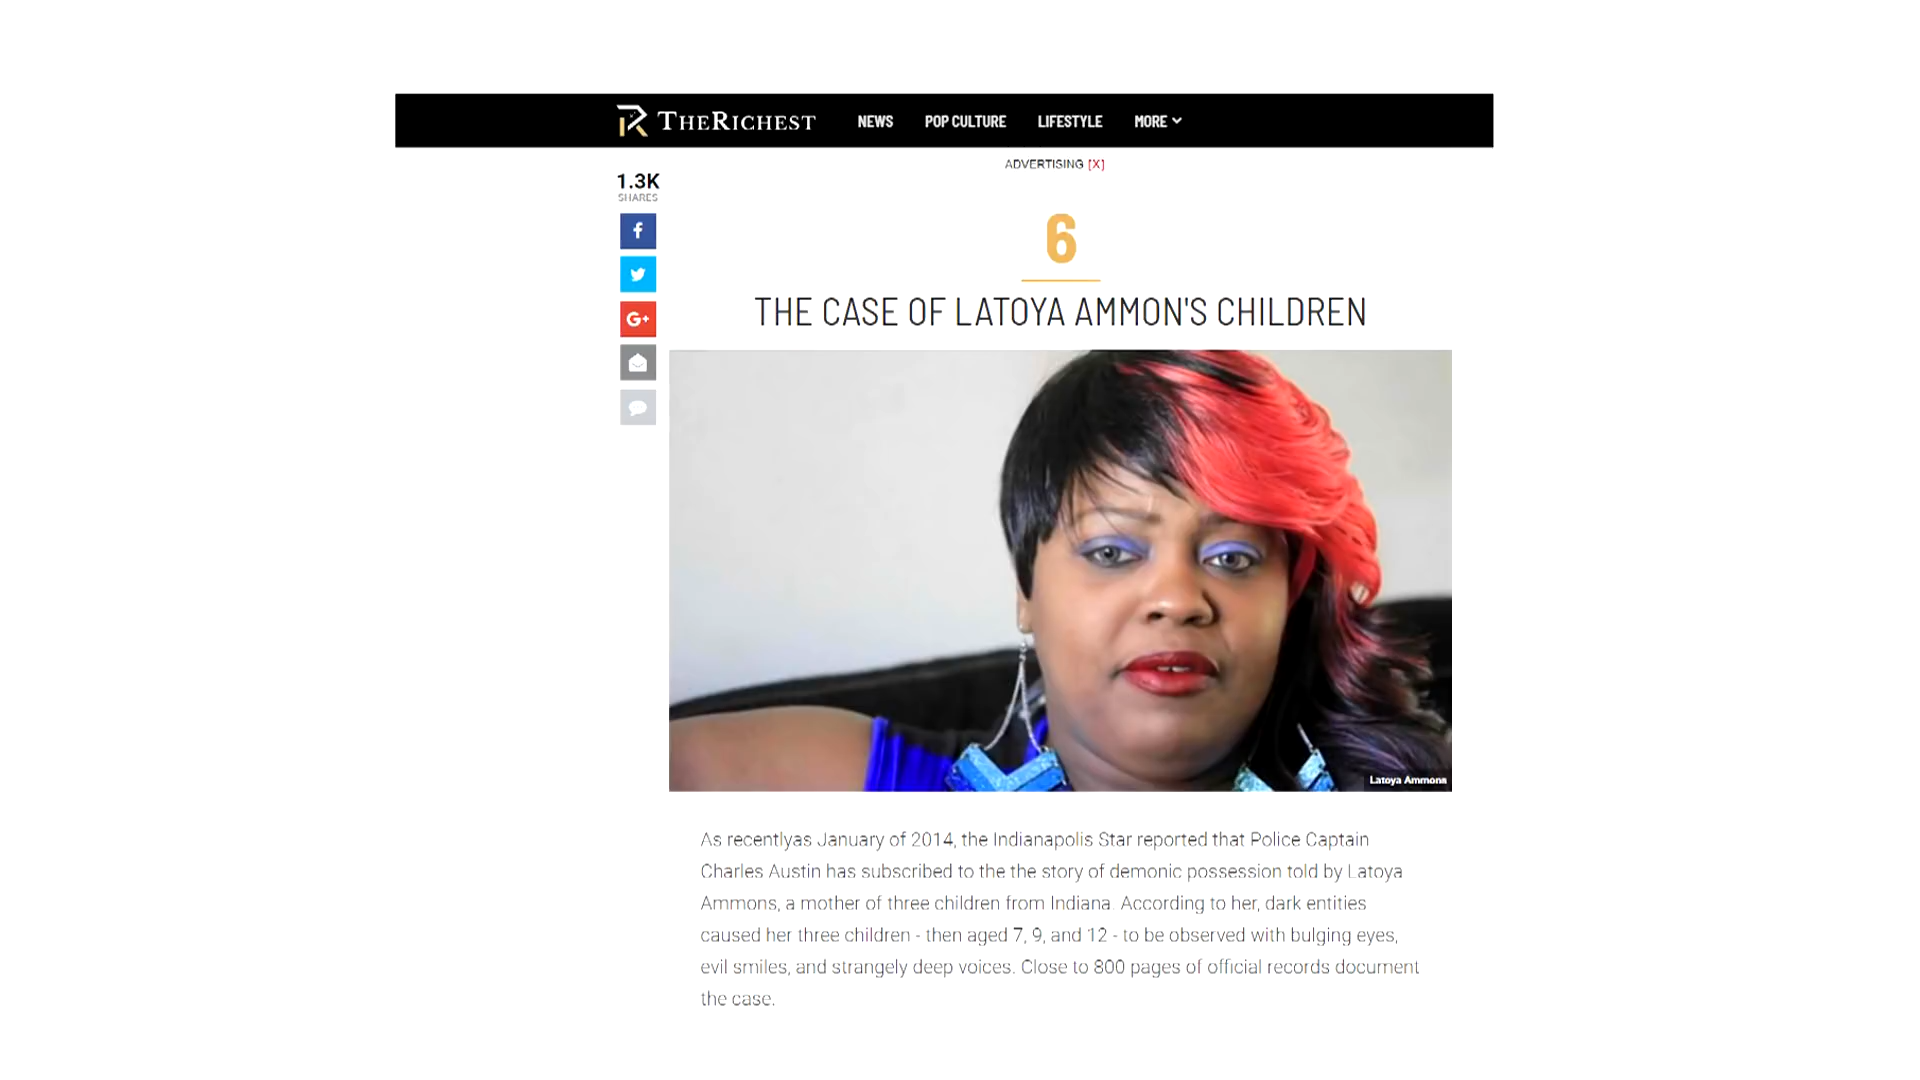 THERICHEST
NEWS
POP CULTURE
LIFESTYLE
MORE
ADVERTISING [X]
1.3K
SHARES
6
THE CASE OF LATOYA AMMON'S CHILDREN
Latoya Ammons
As recentlyas January of 2014, the Indianapolis Star reported that Police Captain
Charles Austin has subscribed to the the story of demonic possession told by Latoya
Ammons, a mother of three children from Indiana. According to her, dark entities
caused her three children - then aged 7, 9, and 12 - to be observed with bulging eyes,
evil smiles, and strangely deep voices. Close to 800 pages of official records document
the case.